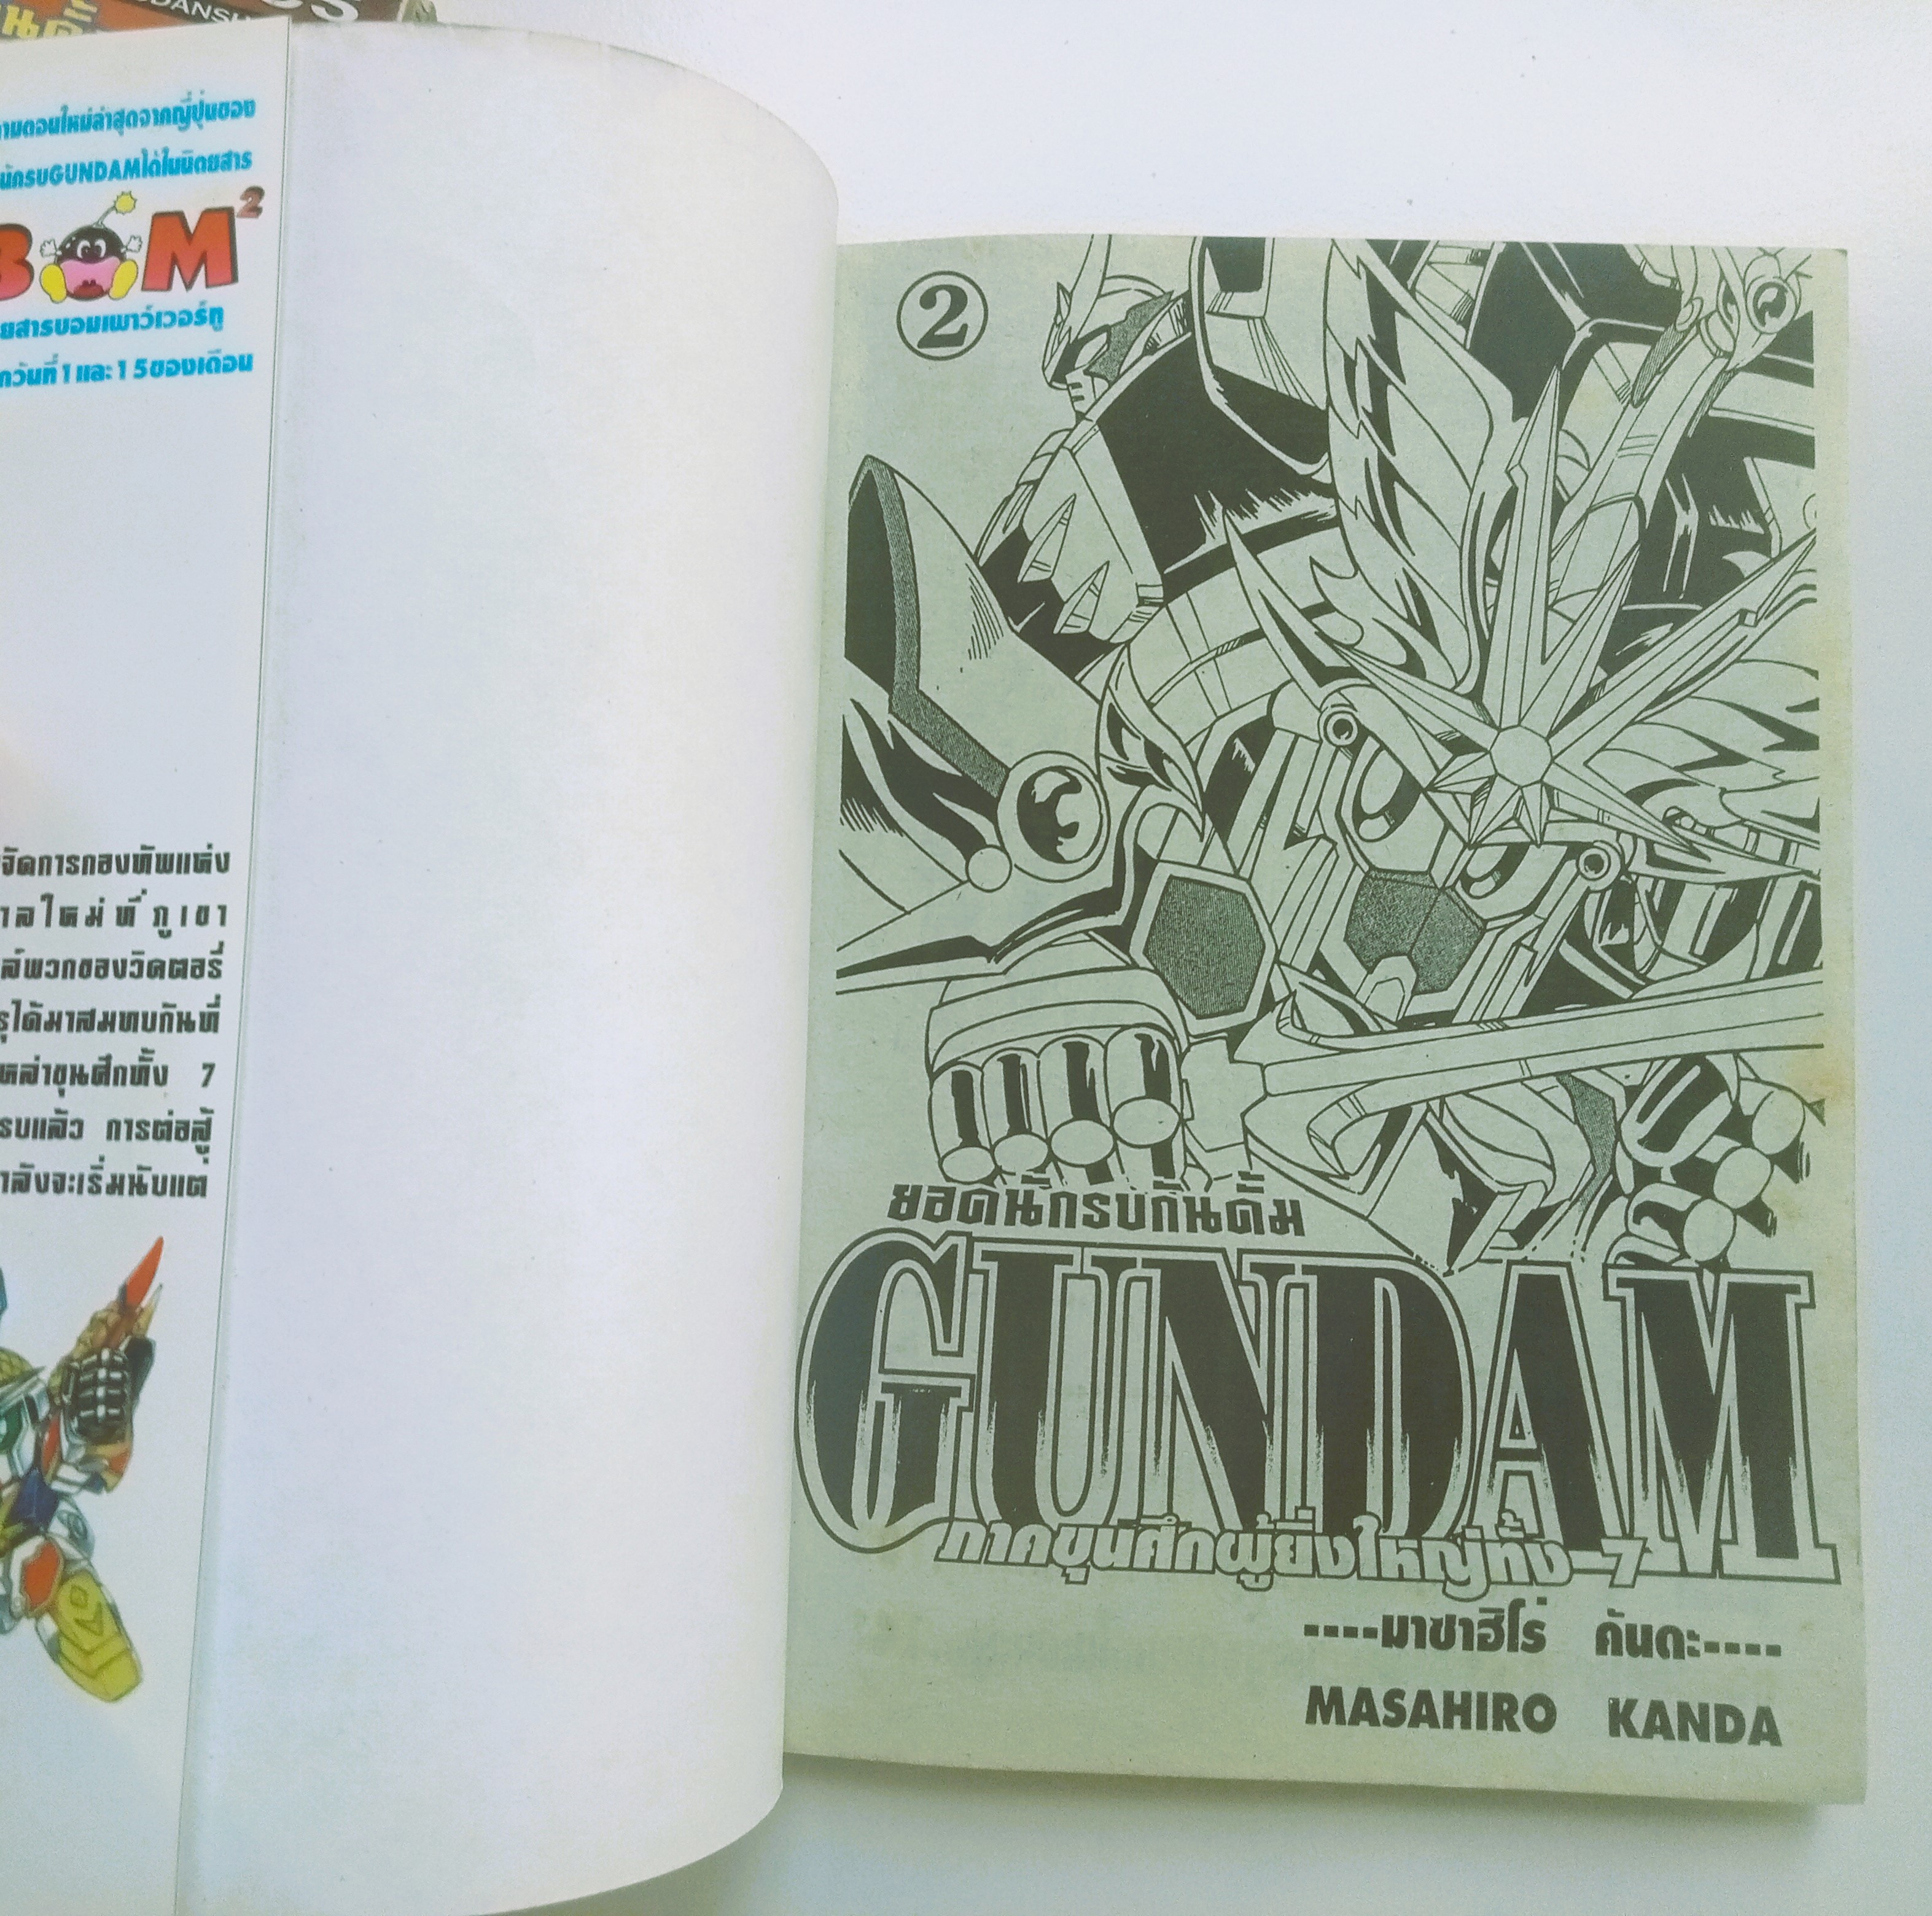 DANSH
ตามตอนใหม่ล่าสุดจากญี่ปุ่นของ
นักรบGUNDAMได้ในนิตยสาร
BOM2
ยสารบอมเพาว์เวอร์ทู
กวันที่ 1 และ 15 ของเดือน
จัดการกองทัพแห่ง
าลใหม่ที่ภูเขา
ล์พวกของวิคตอรี่
รุได้มาสมทบกันที่
หล่าขุนศึกทั้ง 7
รบแล้ว การต่อสู้
าลังจะเริ่มนับแต่
2
ยอดนักรบกันดั้ม
GUNDAM
ภาคขุนศึกผู้ยิ่งใหญ่ทั้ง 7
----มาซาฮิโร่ คันดะ----
MASAHIRO KANDA